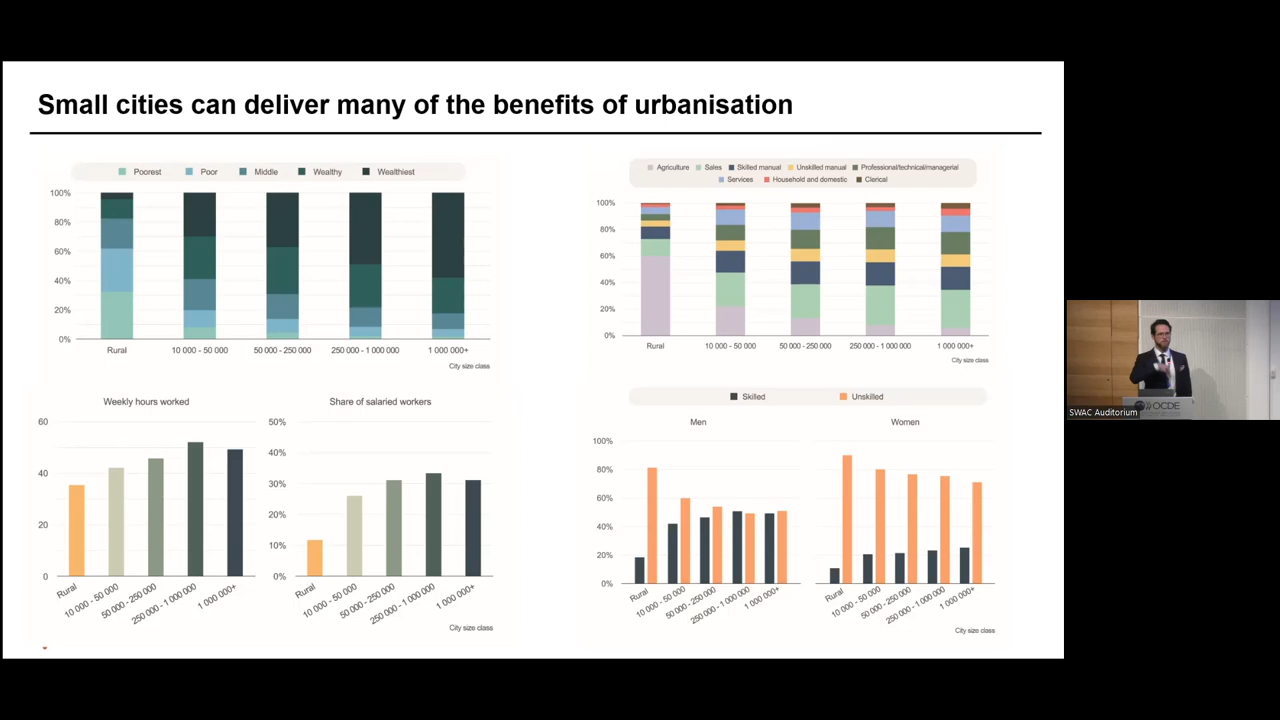 Small cities can deliver many of the benefits of urbanisation
Poorest Poor Middle Wealthy Wealthiest
100%
80%
60%
40%
20%
0%
Rural 10 000 - 50 000 50 000 - 250 000 250 000 - 1 000 000 1 000 000+
City size class
Agriculture Sales Skilled manual Unskilled manual Professional/technical/managerial
Services Household and domestic Clerical
100%
80%
60%
40%
20%
0%
Rural 10 000 - 50 000 50 000 - 250 000 250 000 - 1 000 000 1 000 000+
City size class
Weekly hours worked
60
40
20
0
Rural 10 000 - 50 000 50 000 - 250 000 250 000 - 1 000 000 1 000 000+
Share of salaried workers
50%
40%
30%
20%
10%
0%
Rural 10 000 - 50 000 50 000 - 250 000 250 000 - 1 000 000 1 000 000+
City size class
Skilled Unskilled
Men
Women
100%
80%
60%
40%
20%
0%
Rural 10 000 - 50 000 50 000 - 250 000 250 000 - 1 000 000 1 000 000+
Rural 10 000 - 50 000 50 000 - 250 000 250 000 - 1 000 000 1 000 000+
City size class
OCDE
SWAC Auditorium